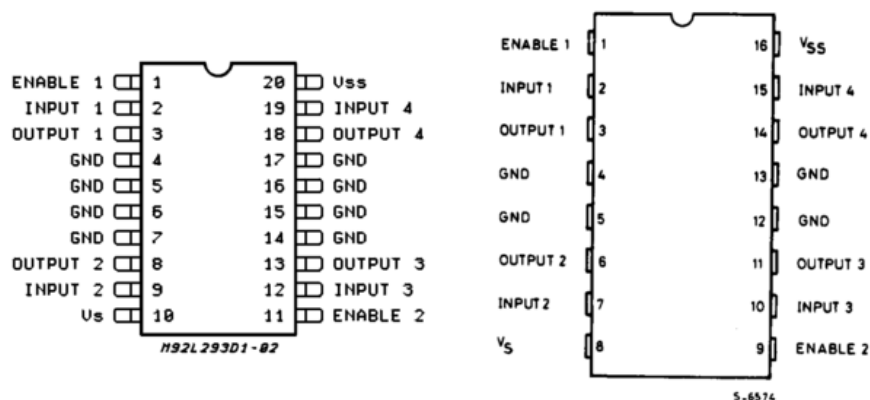 ENABLE 1 1 20 Vss
INPUT 1 2 19 INPUT 4
OUTPUT 1 3 18 OUTPUT 4
GND 4 17 GND
GND 5 16 GND
GND 6 15 GND
GND 7 14 GND
OUTPUT 2 8 13 OUTPUT 3
INPUT 2 9 12 INPUT 3
Vs 10 11 ENABLE 2
M92L293D1-02
ENABLE 1 1 16 VSS
INPUT 1 2 15 INPUT 4
OUTPUT 1 3 14 OUTPUT 4
GND 4 13 GND
GND 5 12 GND
OUTPUT 2 6 11 OUTPUT 3
INPUT 2 7 10 INPUT 3
VS 8 9 ENABLE 2
S-6574